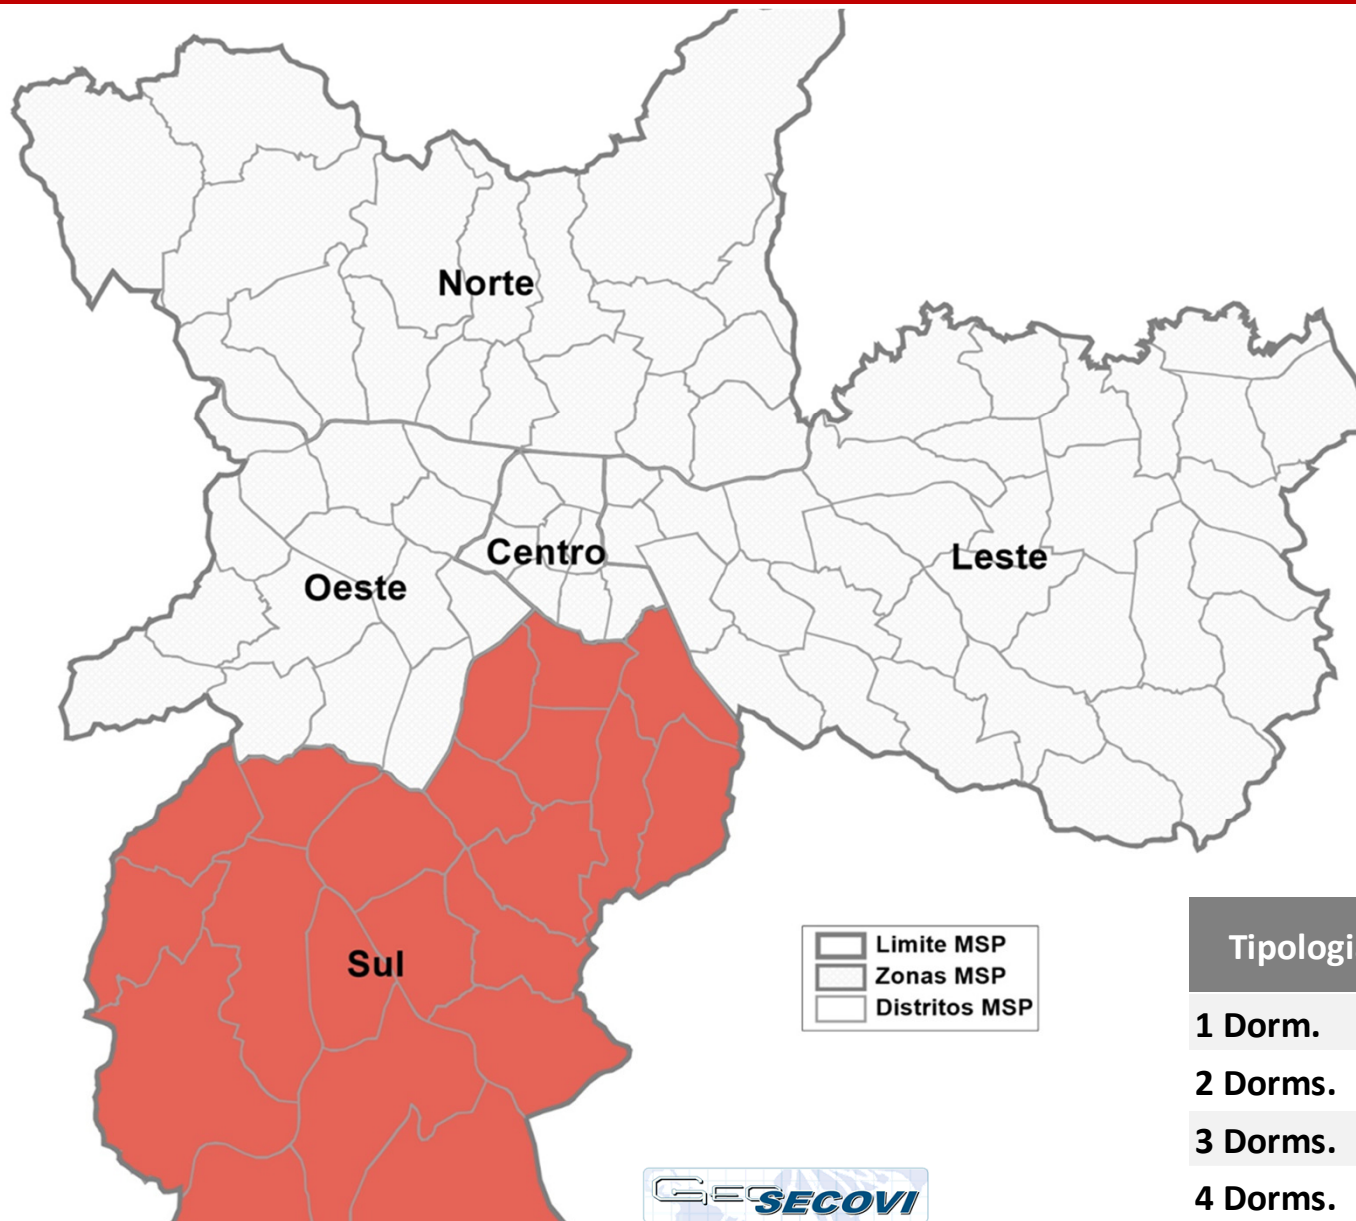 Norte
Centro
Oeste
Leste
Sul
Limite MSP
Zonas MSP
Distritos MSP
Tipologi
1 Dorm.
2 Dorms.
3 Dorms.
4 Dorms.
GEOSECOVI